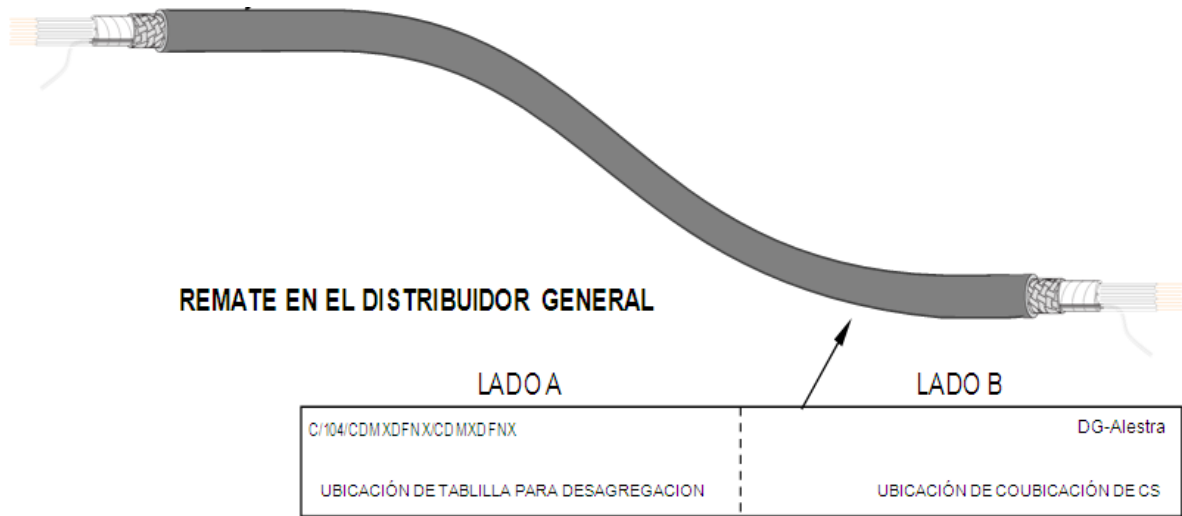 REMATE EN EL DISTRIBUIDOR GENERAL
LADO A
LADO B
C/104/CDMXDFNX/CDMXDFNX
DG-Alestra
UBICACIÓN DE TABLILLA PARA DESAGREGACION
UBICACIÓN DE COUBICACIÓN DE CS